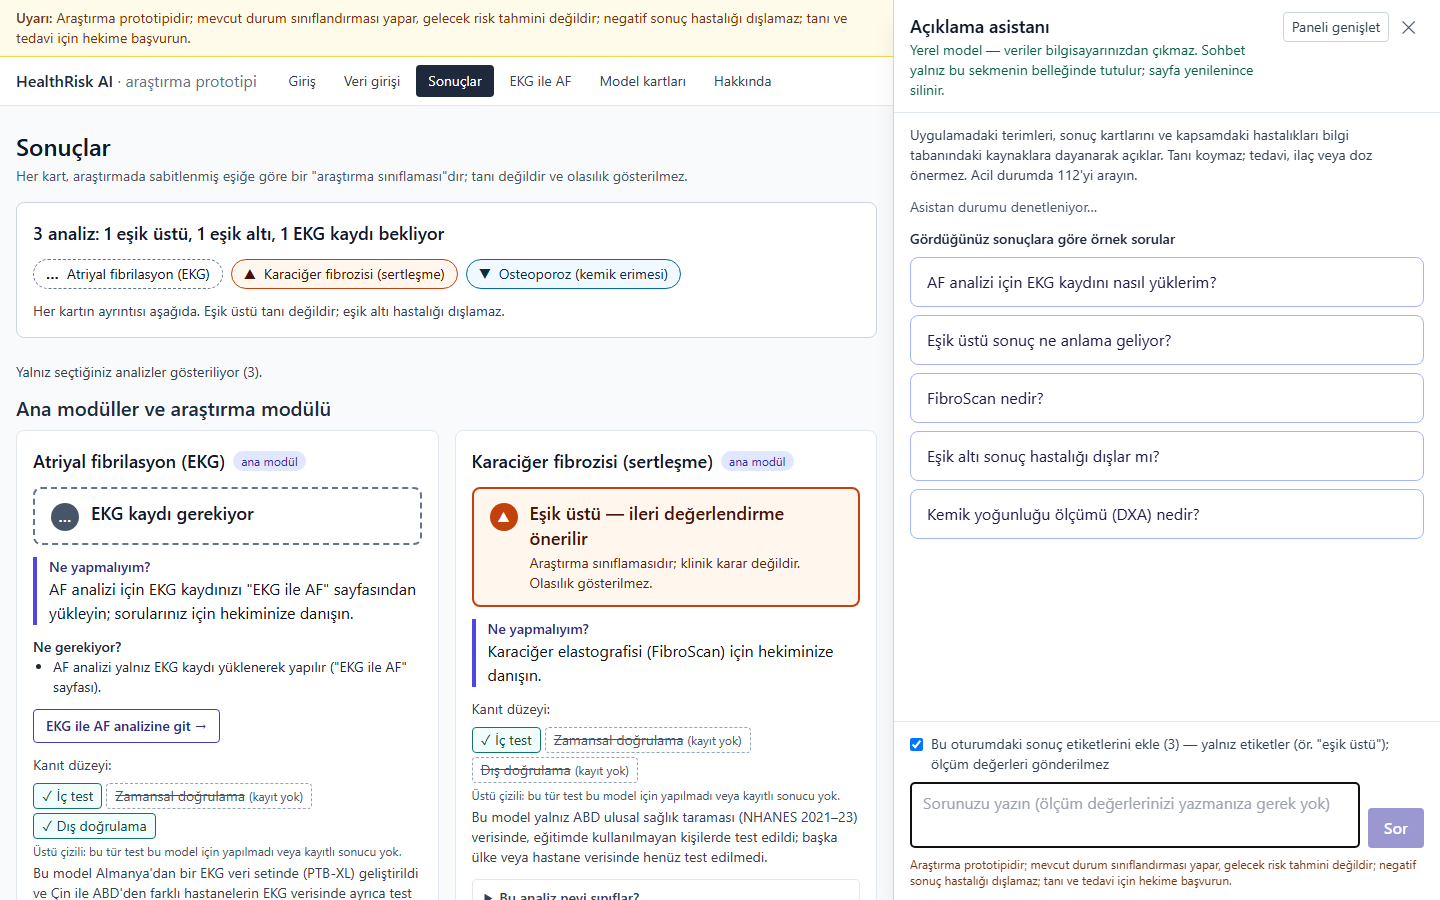 Uyarı: Araştırma prototipidir; mevcut durum sınıflandırması yapar, gelecek risk tahmini değildir; negatif sonuç hastalığı dışlamaz; tanı ve
tedavi için hekime başvurun.
HealthRisk AI · araştırma prototipi
Giriş
Veri girişi
Sonuçlar
EKG ile AF
Model kartları
Hakkında
Sonuçlar
Her kart, araştırmada sabitlenmiş eşiğe göre bir "araştırma sınıflaması"dır; tanı değildir ve olasılık gösterilmez.
3 analiz: 1 eşik üstü, 1 eşik altı, 1 EKG kaydı bekliyor
... Atriyal fibrilasyon (EKG)
▲ Karaciğer fibrozisi (sertleşme)
▼ Osteoporoz (kemik erimesi)
Her kartın ayrıntısı aşağıda. Eşik üstü tanı değildir; eşik altı hastalığı dışlamaz.
Yalnız seçtiğiniz analizler gösteriliyor (3).
Ana modüller ve araştırma modülü
Atriyal fibrilasyon (EKG) ana modül
... EKG kaydı gerekiyor
Ne yapmalıyım?
AF analizi için EKG kaydınızı "EKG ile AF" sayfasından
yükleyin; sorularınız için hekiminize danışın.
Ne gerekiyor?
• AF analizi yalnız EKG kaydı yüklenerek yapılır ("EKG ile AF"
sayfası).
EKG ile AF analizine git →
Kanıt düzeyi:
✓ İç test
Zamansal doğrulama (kayıt yok)
✓ Dış doğrulama
Üstü çizili: bu tür test bu model için yapılmadı veya kayıtlı sonucu yok.
Bu model Almanya'dan bir EKG veri setinde (PTB-XL) geliştirildi
ve Çin ile ABD'den farklı hastanelerin EKG verisinde ayrıca test
Karaciğer fibrozisi (sertleşme) ana modül
▲ Eşik üstü — ileri değerlendirme
önerilir
Araştırma sınıflamasıdır; klinik karar değildir.
Olasılık gösterilmez.
Ne yapmalıyım?
Karaciğer elastografisi (FibroScan) için hekiminize
danışın.
Kanıt düzeyi:
✓ İç test
Zamansal doğrulama (kayıt yok)
Dış doğrulama (kayıt yok)
Üstü çizili: bu tür test bu model için yapılmadı veya kayıtlı sonucu yok.
Bu model yalnız ABD ulusal sağlık taraması (NHANES 2021–23)
verisinde, eğitimde kullanılmayan kişilerde test edildi; başka
ülke veya hastane verisinde henüz test edilmedi.
▶ Bu analiz neyi sınıflar?
Açıklama asistanı
Paneli genişlet
Yerel model — veriler bilgisayarınızdan çıkmaz. Sohbet
yalnız bu sekmenin belleğinde tutulur; sayfa yenilenince
silinir.
Uygulamadaki terimleri, sonuç kartlarını ve kapsamdaki hastalıkları bilgi
tabanındaki kaynaklara dayanarak açıklar. Tanı koymaz; tedavi, ilaç veya doz
önermez. Acil durumda 112'yi arayın.
Asistan durumu denetleniyor...
Gördüğünüz sonuçlara göre örnek sorular
AF analizi için EKG kaydını nasıl yüklerim?
Eşik üstü sonuç ne anlama geliyor?
FibroScan nedir?
Eşik altı sonuç hastalığı dışlar mı?
Kemik yoğunluğu ölçümü (DXA) nedir?
Bu oturumdaki sonuç etiketlerini ekle (3) — yalnız etiketler (ör. "eşik üstü");
ölçüm değerleri gönderilmez
Sorunuzu yazın (ölçüm değerlerinizi yazmanıza gerek yok)
Sor
Araştırma prototipidir; mevcut durum sınıflandırması yapar, gelecek risk tahmini değildir; negatif
sonuç hastalığı dışlamaz; tanı ve tedavi için hekime başvurun.